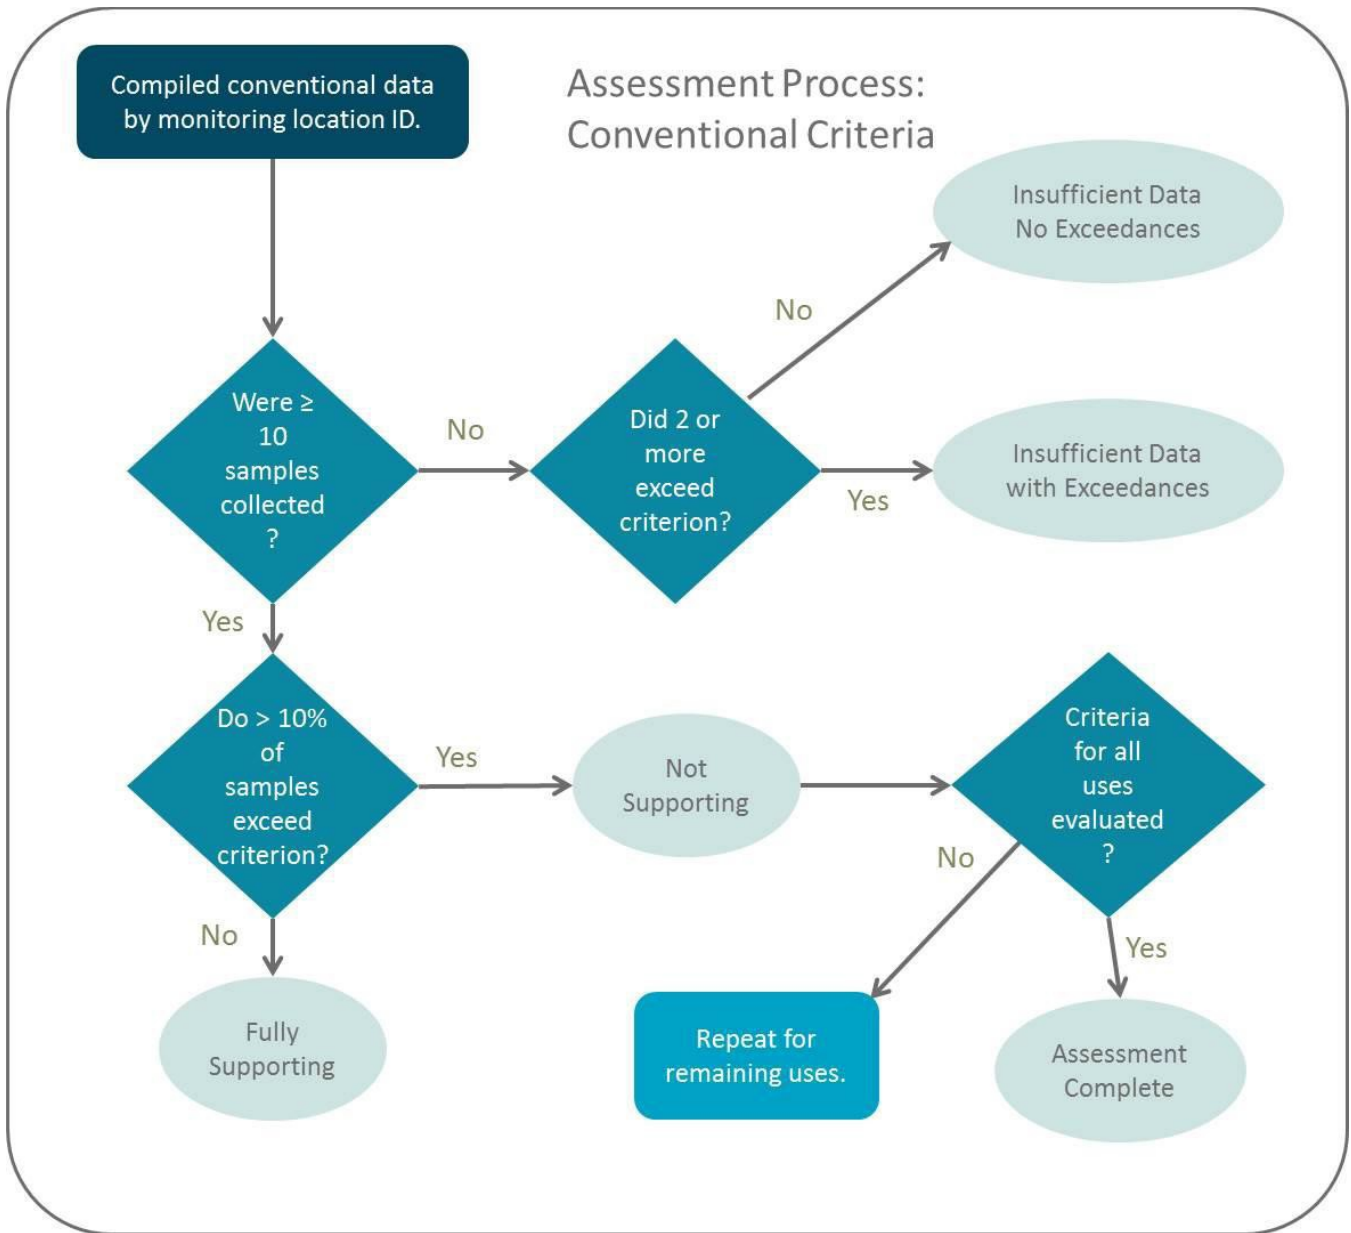 Compiled conventional data
by monitoring location ID.
Assessment Process:
Conventional Criteria
Insufficient Data
No Exceedances
No
Were ≥
10
samples
collected
?
No
Did 2 or
more
exceed
criterion?
Yes
Insufficient Data
with Exceedances
Yes
Do > 10%
of
samples
exceed
criterion?
Yes
Not
Supporting
Criteria
for all
uses
evaluated
?
No
Yes
No
Fully
Supporting
Repeat for
remaining uses.
Assessment
Complete